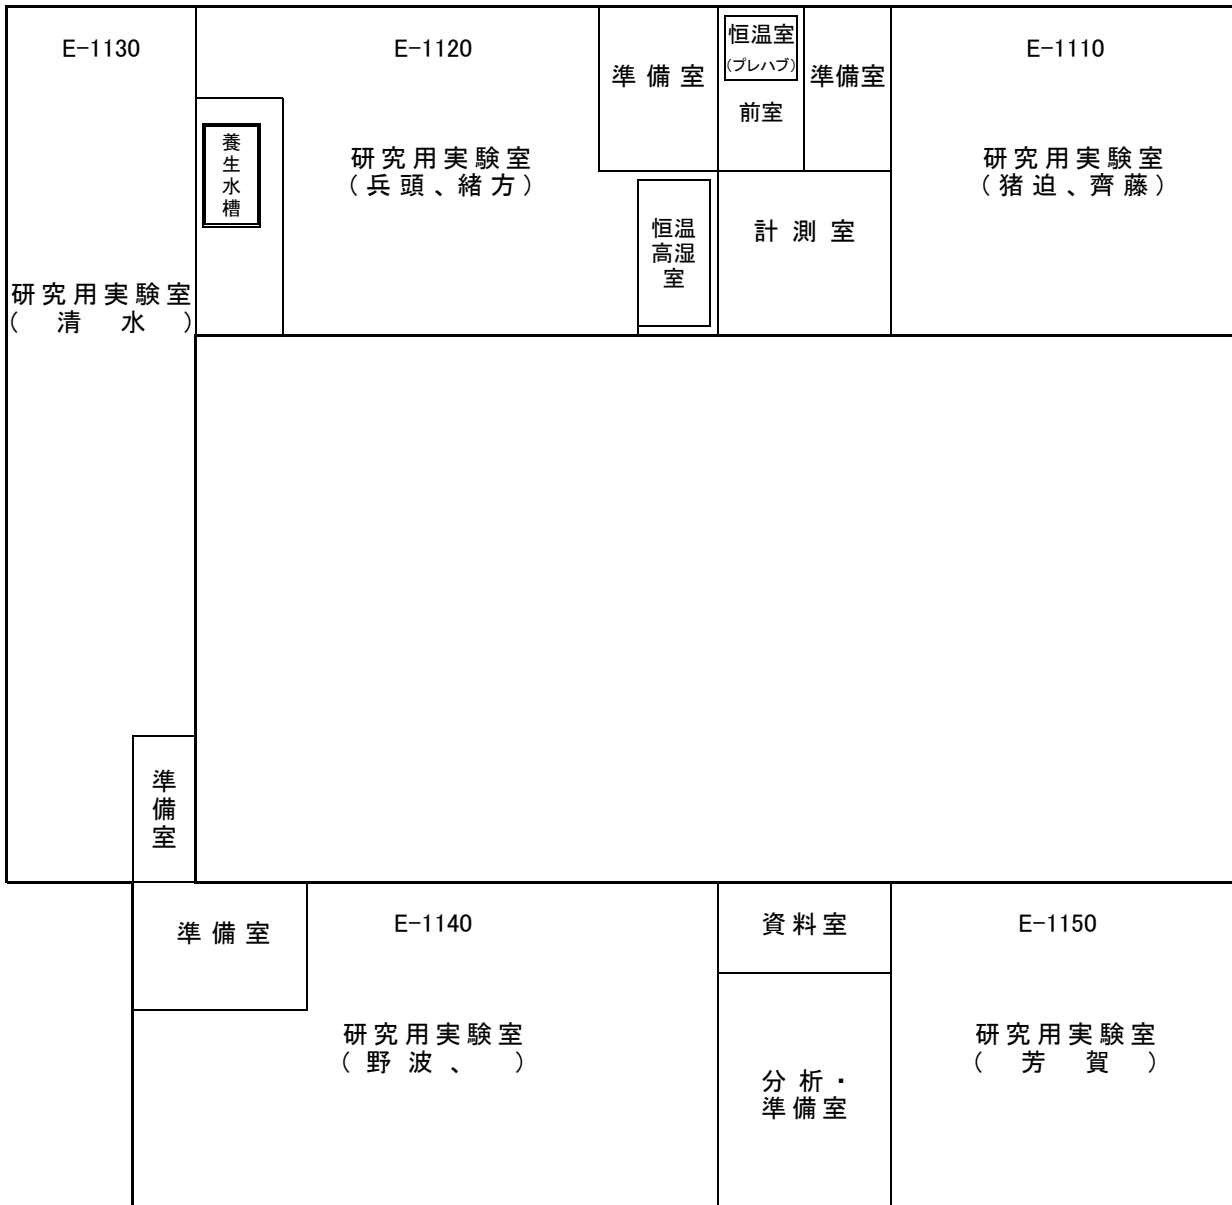 E-1130
E-1120
準備室
恒温室
(プレハブ)
前室
準備室
E-1110
養生水槽
研究用実験室
(兵頭、緒方)
研究用実験室
(猪迫、齊藤)
恒温
高湿
室
計測室
研究用実験室
(清水)
準備室
準備室
E-1140
資料室
E-1150
研究用実験室
(野波、 )
研究用実験室
(芳賀)
分析・
準備室